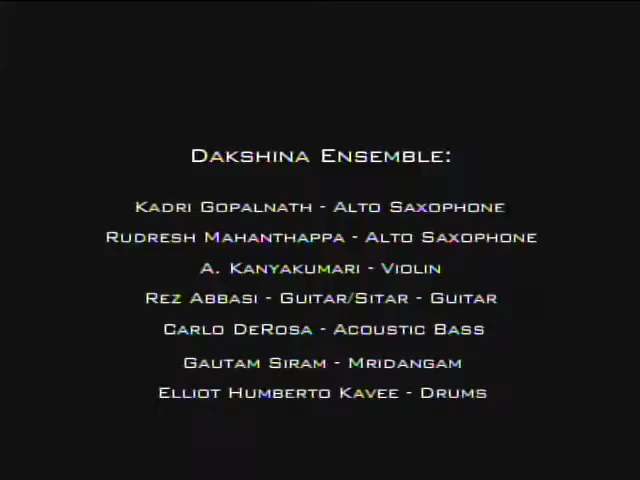 Dakshina Ensemble:
Kadri Gopalnath - Alto Saxophone
Rudresh Mahanthappa - Alto Saxophone
A. Kanyakumari - Violin
Rez Abbasi - Guitar/Sitar - Guitar
Carlo DeRosa - Acoustic Bass
Gautam Siram - Mridangam
Elliot Humberto Kavee - Drums